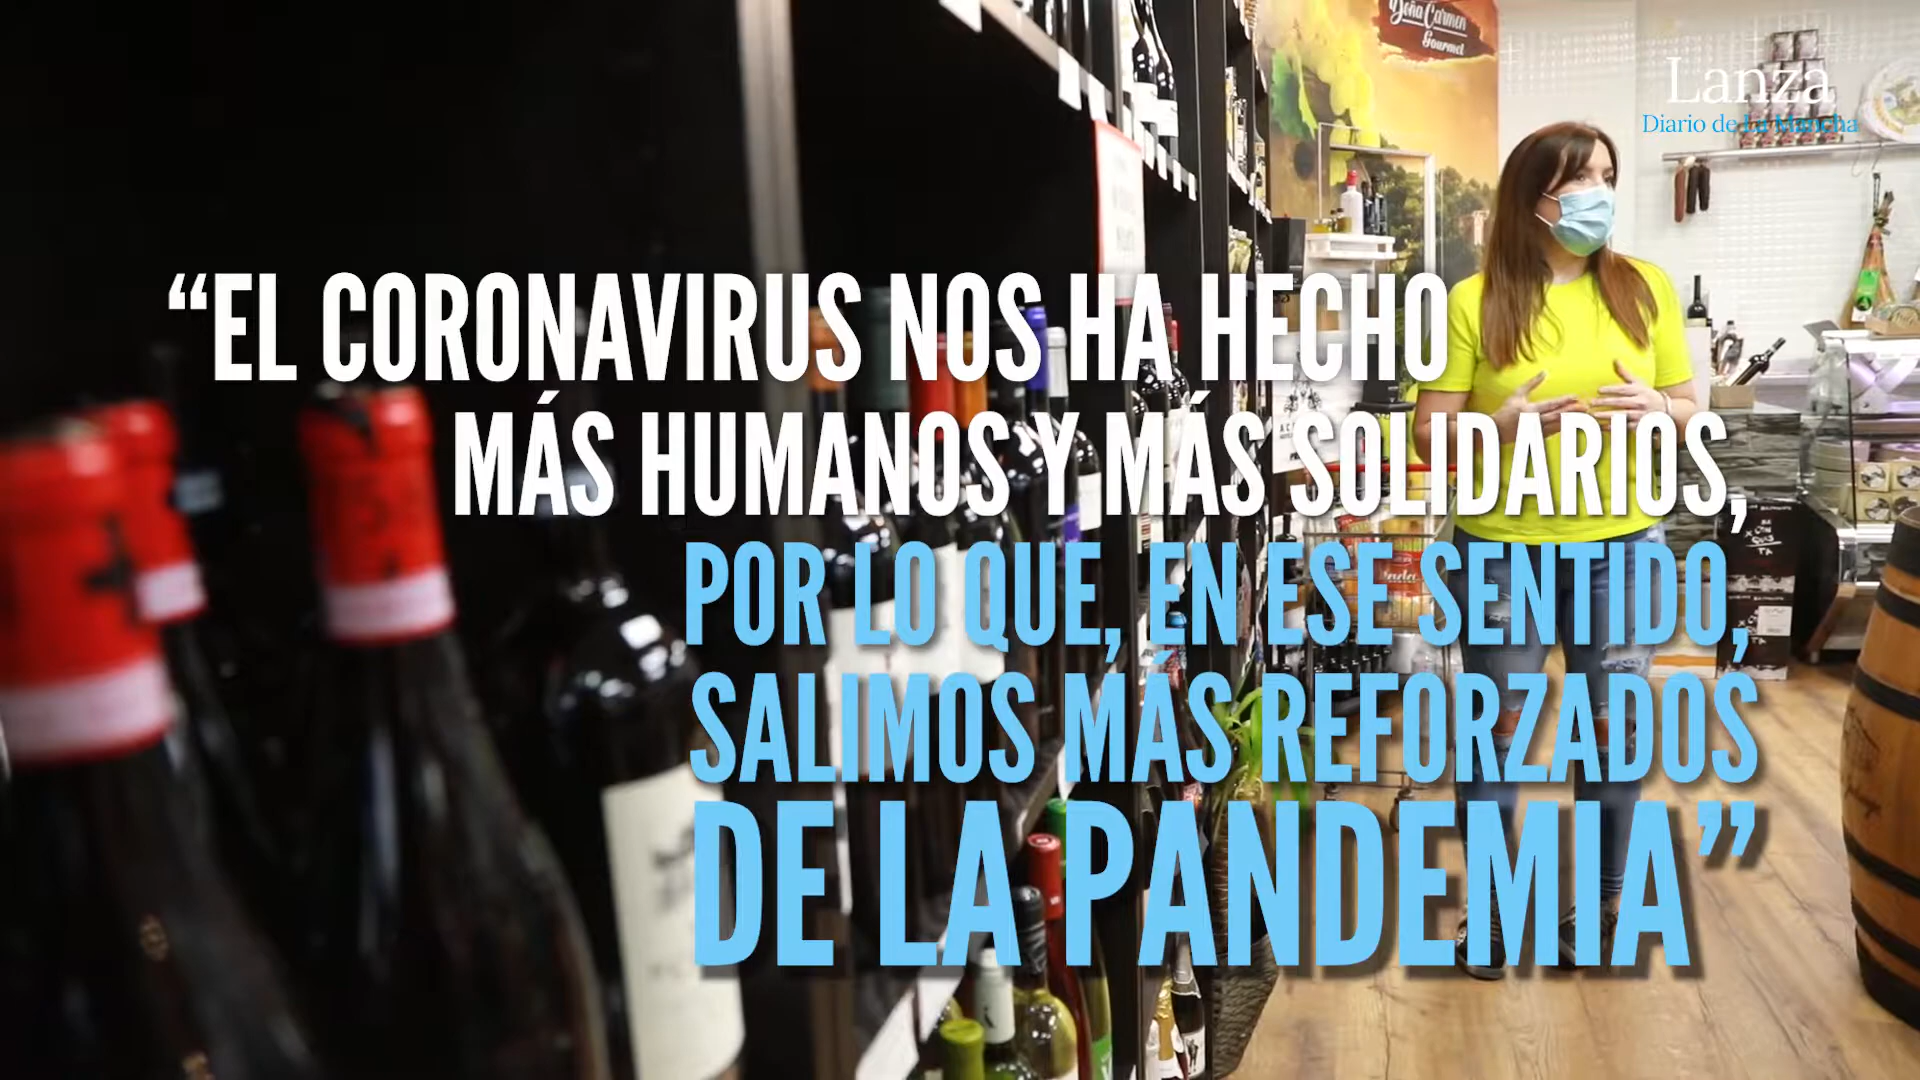 Doña Carmen
Gourmet
Lanza
Diario de La Mancha
“EL CORONAVIRUS NOS HA HECHO
MÁS HUMANOS Y MÁS SOLIDARIOS,
POR LO QUE, EN ESE SENTIDO,
SALIMOS MÁS REFORZADOS
DE LA PANDEMIA”